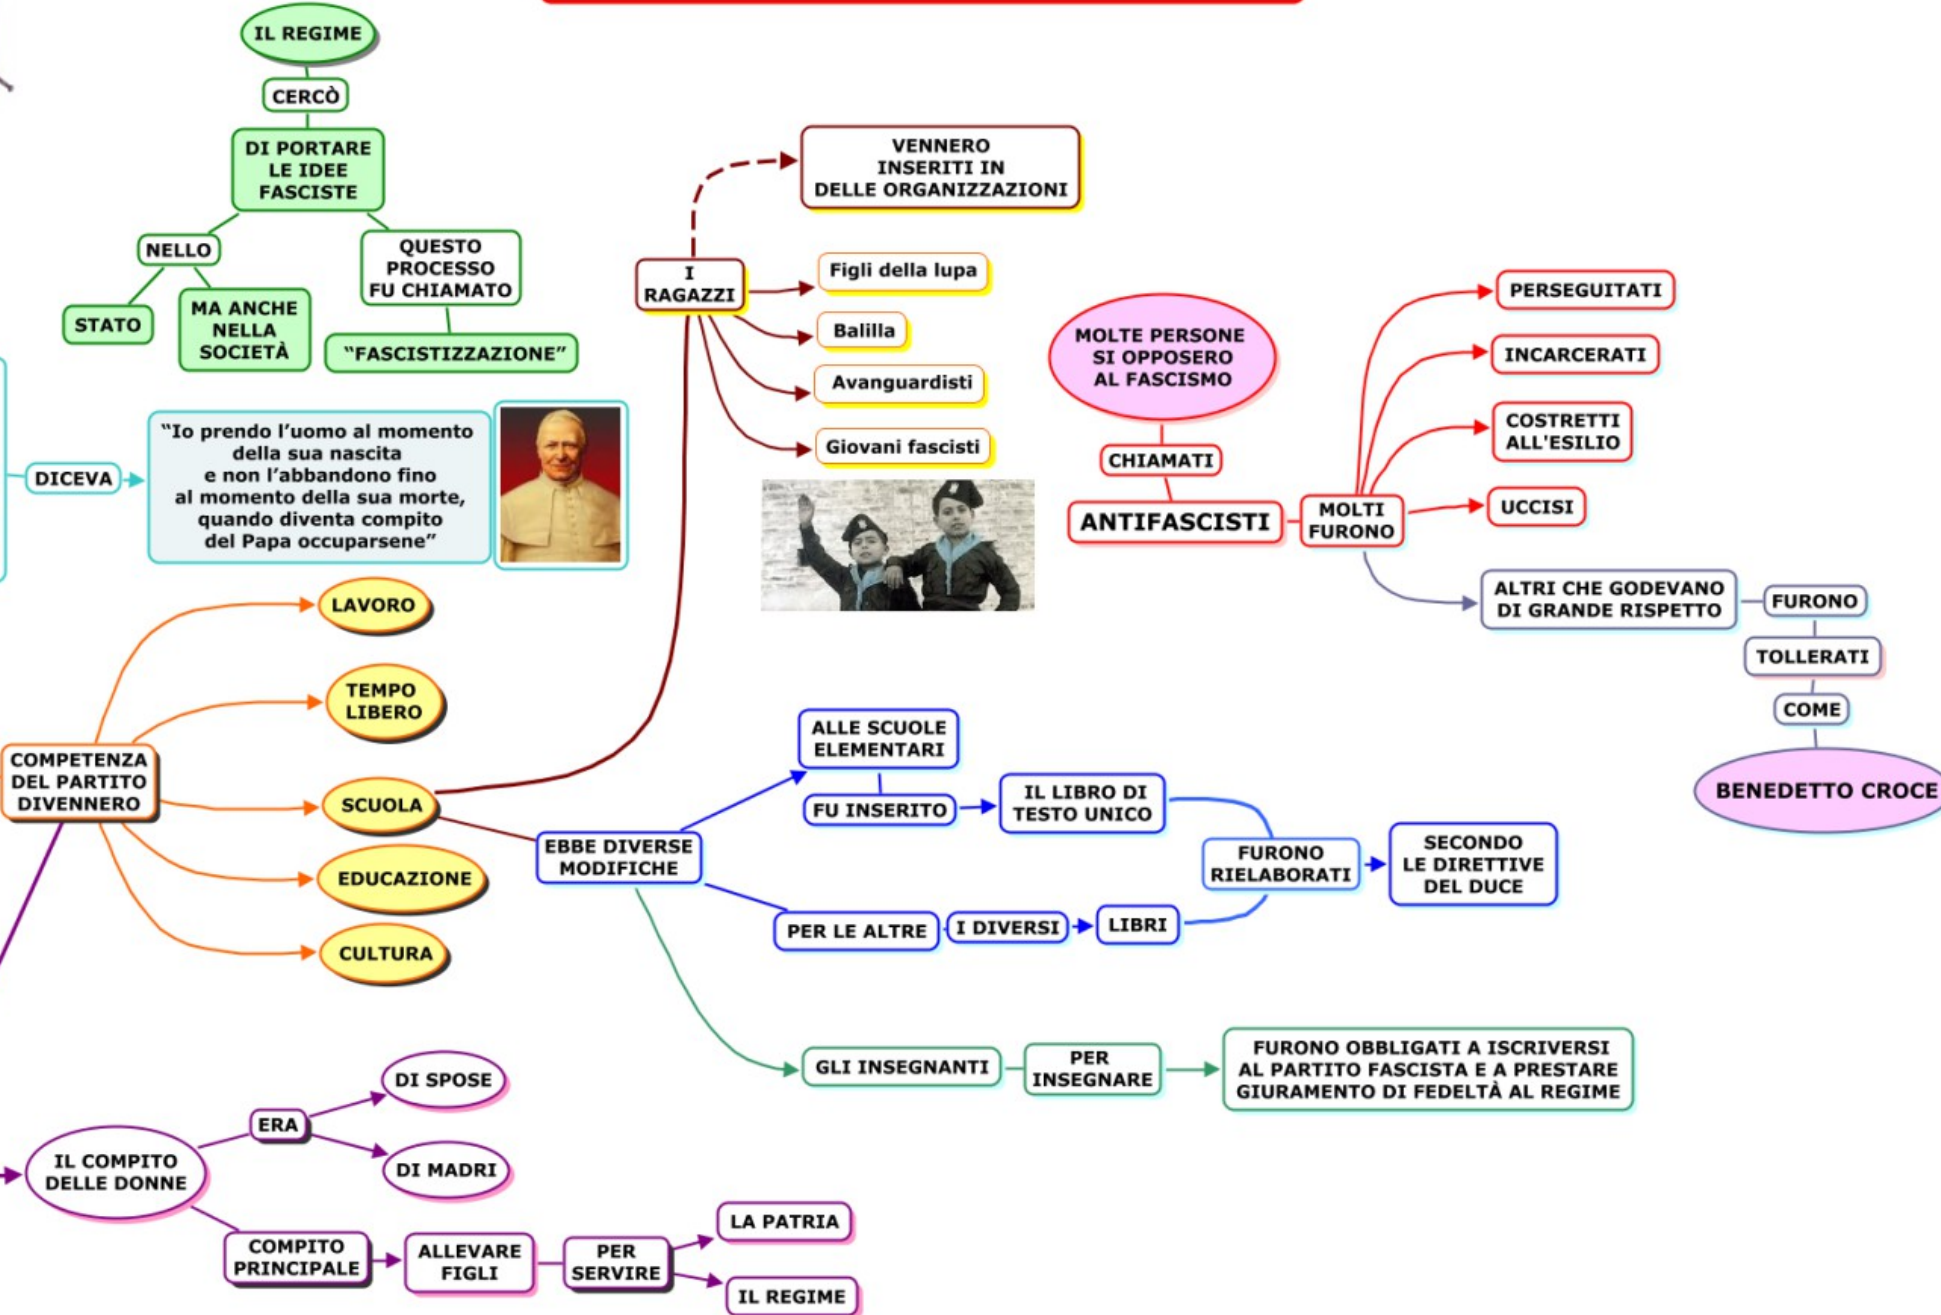 IL REGIME
CERCÒ
DI PORTARE
LE IDEE
FASCISTE
NELLO
STATO
MA ANCHE
NELLA
SOCIETÀ
QUESTO
PROCESSO
FU CHIAMATO
“FASCISTIZZAZIONE”
DICEVA
“Io prendo l’uomo al momento
della sua nascita
e non l’abbandono fino
al momento della sua morte,
quando diventa compito
del Papa occuparsene”
I
RAGAZZI
VENNERO
INSERITI IN
DELLE ORGANIZZAZIONI
Figli della lupa
Balilla
Avanguardisti
Giovani fascisti
MOLTE PERSONE
SI OPPOSERO
AL FASCISMO
CHIAMATI
ANTIFASCISTI
MOLTI
FURONO
PERSEGUITATI
INCARCERATI
COSTRETTI
ALL'ESILIO
UCCISI
ALTRI CHE GODEVANO
DI GRANDE RISPETTO
FURONO
TOLLERATI
COME
BENEDETTO CROCE
COMPETENZA
DEL PARTITO
DIVENNERO
LAVORO
TEMPO
LIBERO
SCUOLA
EDUCAZIONE
CULTURA
EBBE DIVERSE
MODIFICHE
ALLE SCUOLE
ELEMENTARI
FU INSERITO
IL LIBRO DI
TESTO UNICO
PER LE ALTRE
I DIVERSI
LIBRI
FURONO
RIELABORATI
SECONDO
LE DIRETTIVE
DEL DUCE
GLI INSEGNANTI
PER
INSEGNARE
FURONO OBBLIGATI A ISCRIVERSI
AL PARTITO FASCISTA E A PRESTARE
GIURAMENTO DI FEDELTÀ AL REGIME
IL COMPITO
DELLE DONNE
ERA
DI SPOSE
DI MADRI
COMPITO
PRINCIPALE
ALLEVARE
FIGLI
PER
SERVIRE
LA PATRIA
IL REGIME